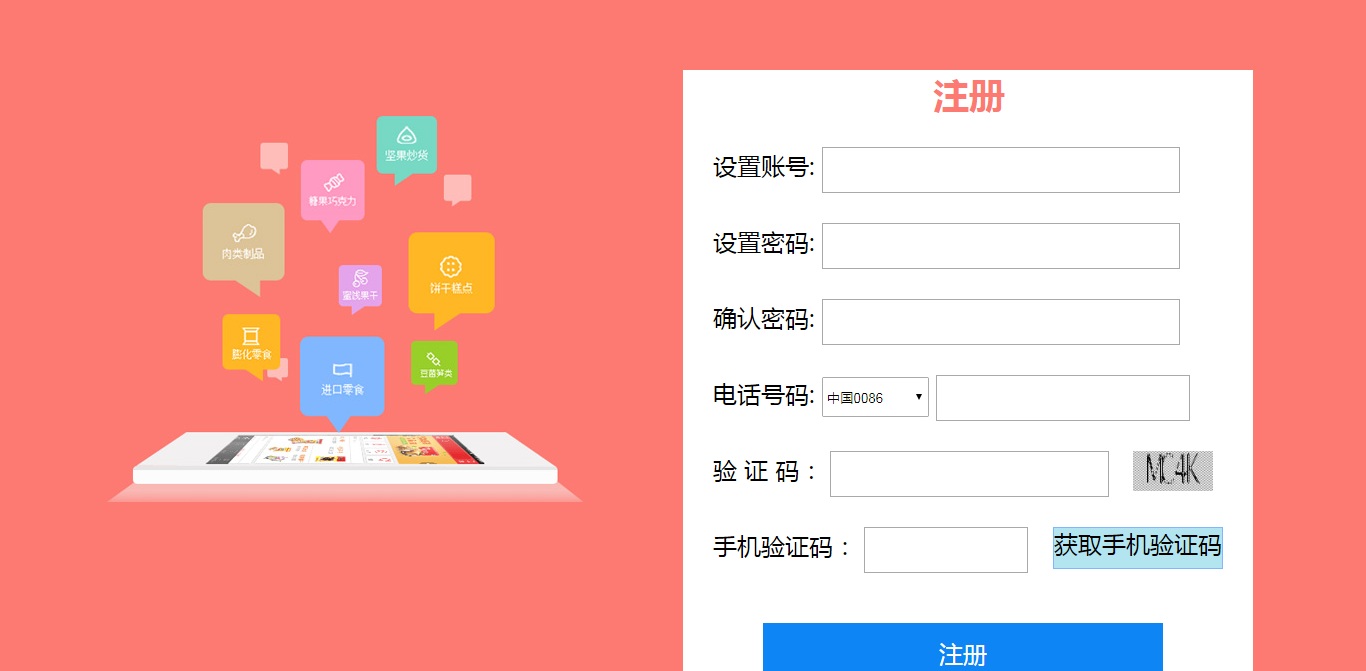 注册
坚果炒货
糖果巧克力
肉类制品
蜜饯果干
饼干糕点
膨化零食
进口零食
豆菌笋类
设置账号:
设置密码:
确认密码:
电话号码: 中国0086
验 证 码： MC4K
手机验证码： 获取手机验证码
注册